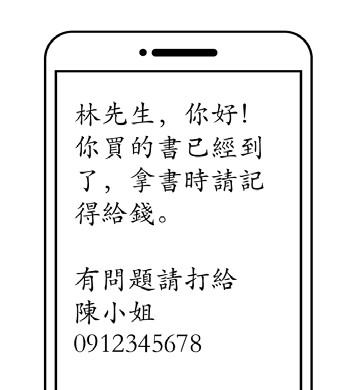 林先生，你好！
你買的書已經到
了，拿書時請記
得給錢。
有問題請打給
陳小姐
0912345678